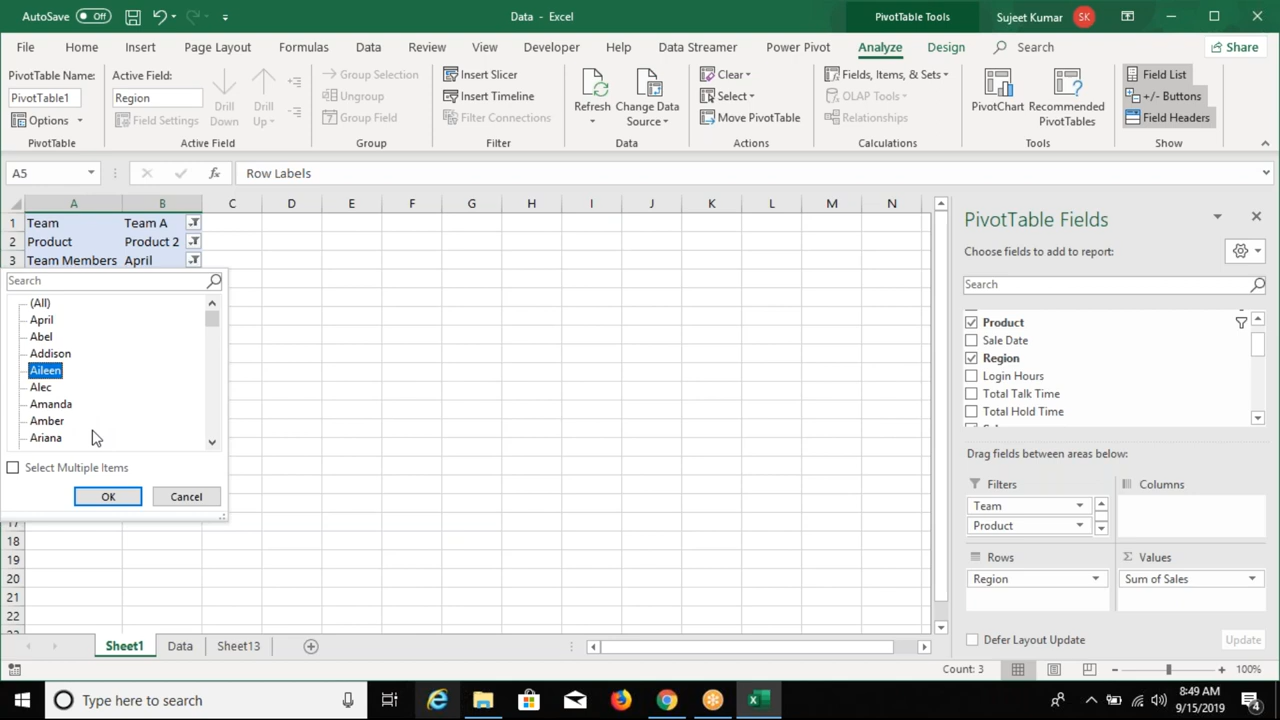 AutoSave Off Data - Excel PivotTable Tools Sujeet Kumar SK
File Home Insert Page Layout Formulas Data Review View Developer Help Data Streamer Power Pivot Analyze Design Search Share
PivotTable Name: Active Field: Group Selection Insert Slicer Clear Fields, Items, & Sets Field List
PivotTable1 Region Ungroup Insert Timeline Select OLAP Tools +/- Buttons
Options Field Settings Drill Down Drill Up Group Field Filter Connections Refresh Change Data Source Move PivotTable Relationships PivotChart Recommended PivotTables Field Headers
PivotTable Active Field Group Filter Data Actions Calculations Tools Show
A5 fx Row Labels
A B C D E F G H I J K L M N
1 Team Team A
2 Product Product 2
3 Team Members April
Search
(All)
April
Abel
Addison
Aileen
Alec
Amanda
Amber
Ariana
Select Multiple Items
OK Cancel
17
18
19
20
21
22
23
PivotTable Fields
Choose fields to add to report:
Search
Product
Sale Date
Region
Login Hours
Total Talk Time
Total Hold Time
Drag fields between areas below:
Filters Columns
Team
Product
Rows Σ Values
Region Sum of Sales
Defer Layout Update Update
Sheet1 Data Sheet13
Count: 3 100%
Type here to search
8:49 AM
9/15/2019
4